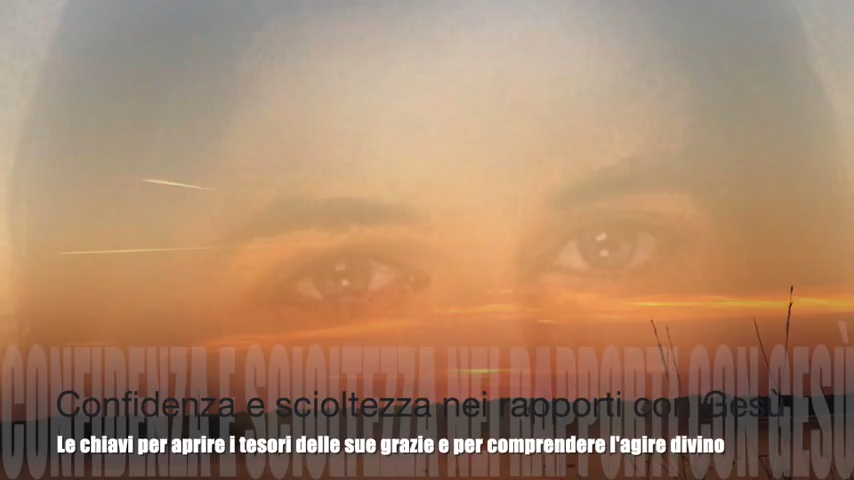 CONFIDENZA E SCIOLTEZZA NEI RAPPORTI CON GESÙ
Confidenza e scioltezza nei rapporti con Gesù
Le chiavi per aprire i tesori delle sue grazie e per comprendere l'agire divino